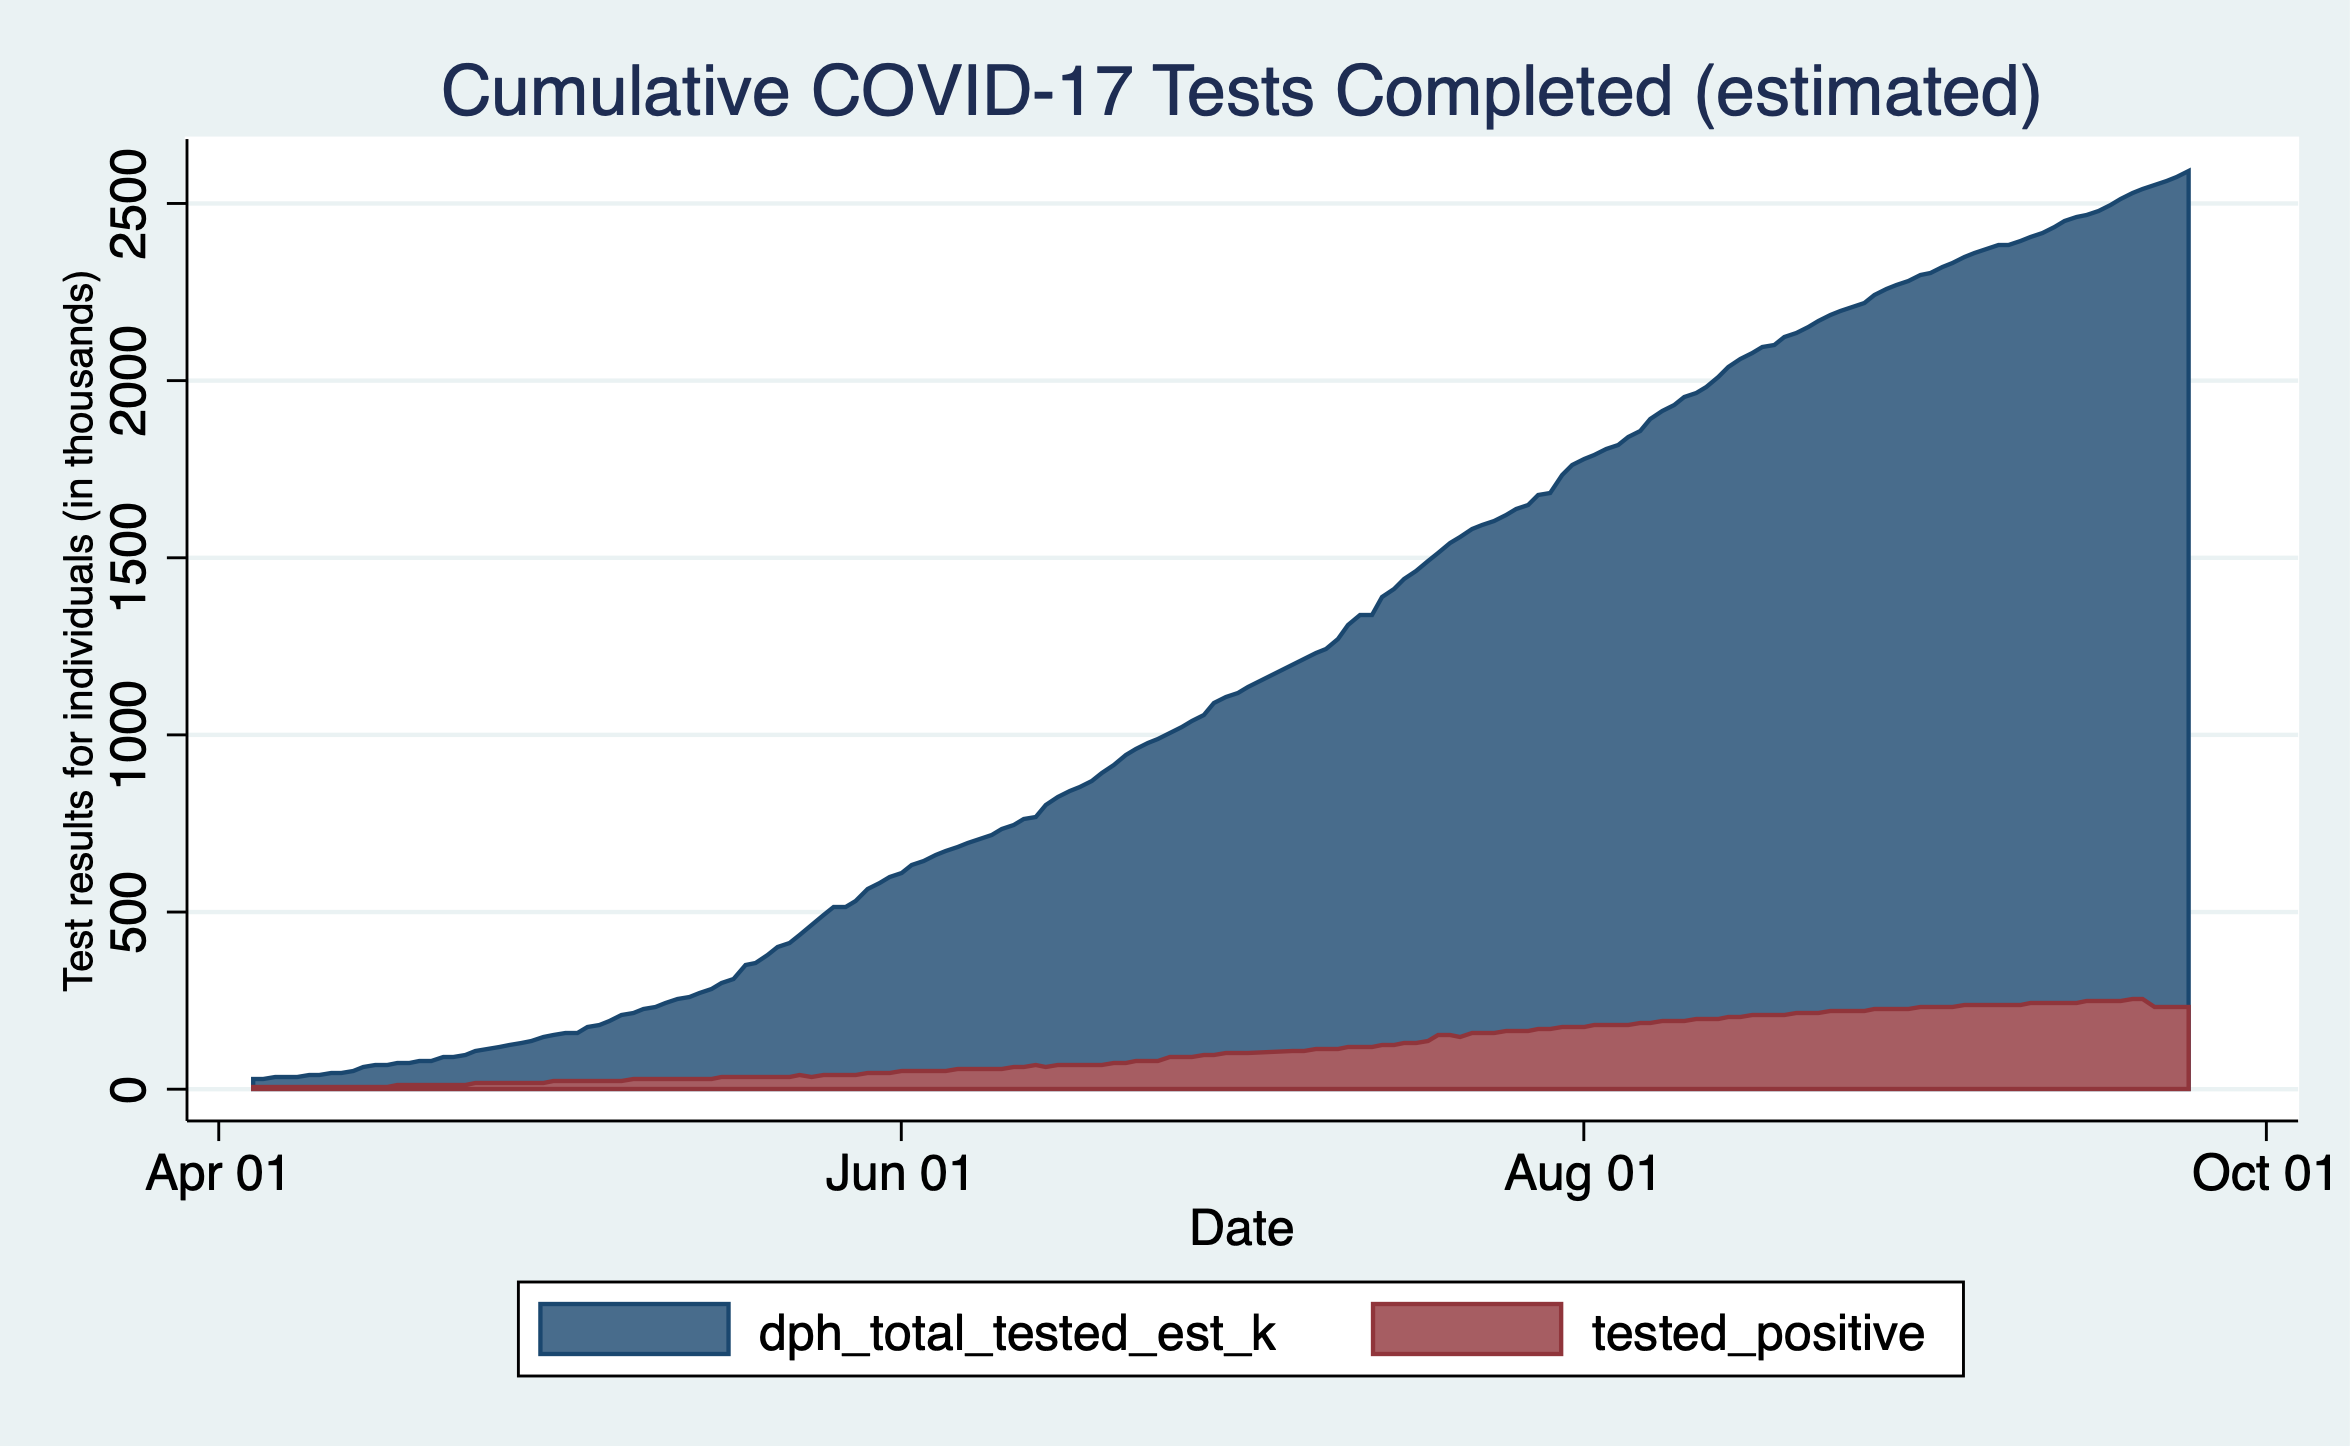 Cumulative COVID-17 Tests Completed (estimated)
Test results for individuals (in thousands)
2500
2000
1500
1000
500
0
Apr 01
Jun 01
Aug 01
Oct 01
Date
dph_total_tested_est_k
tested_positive